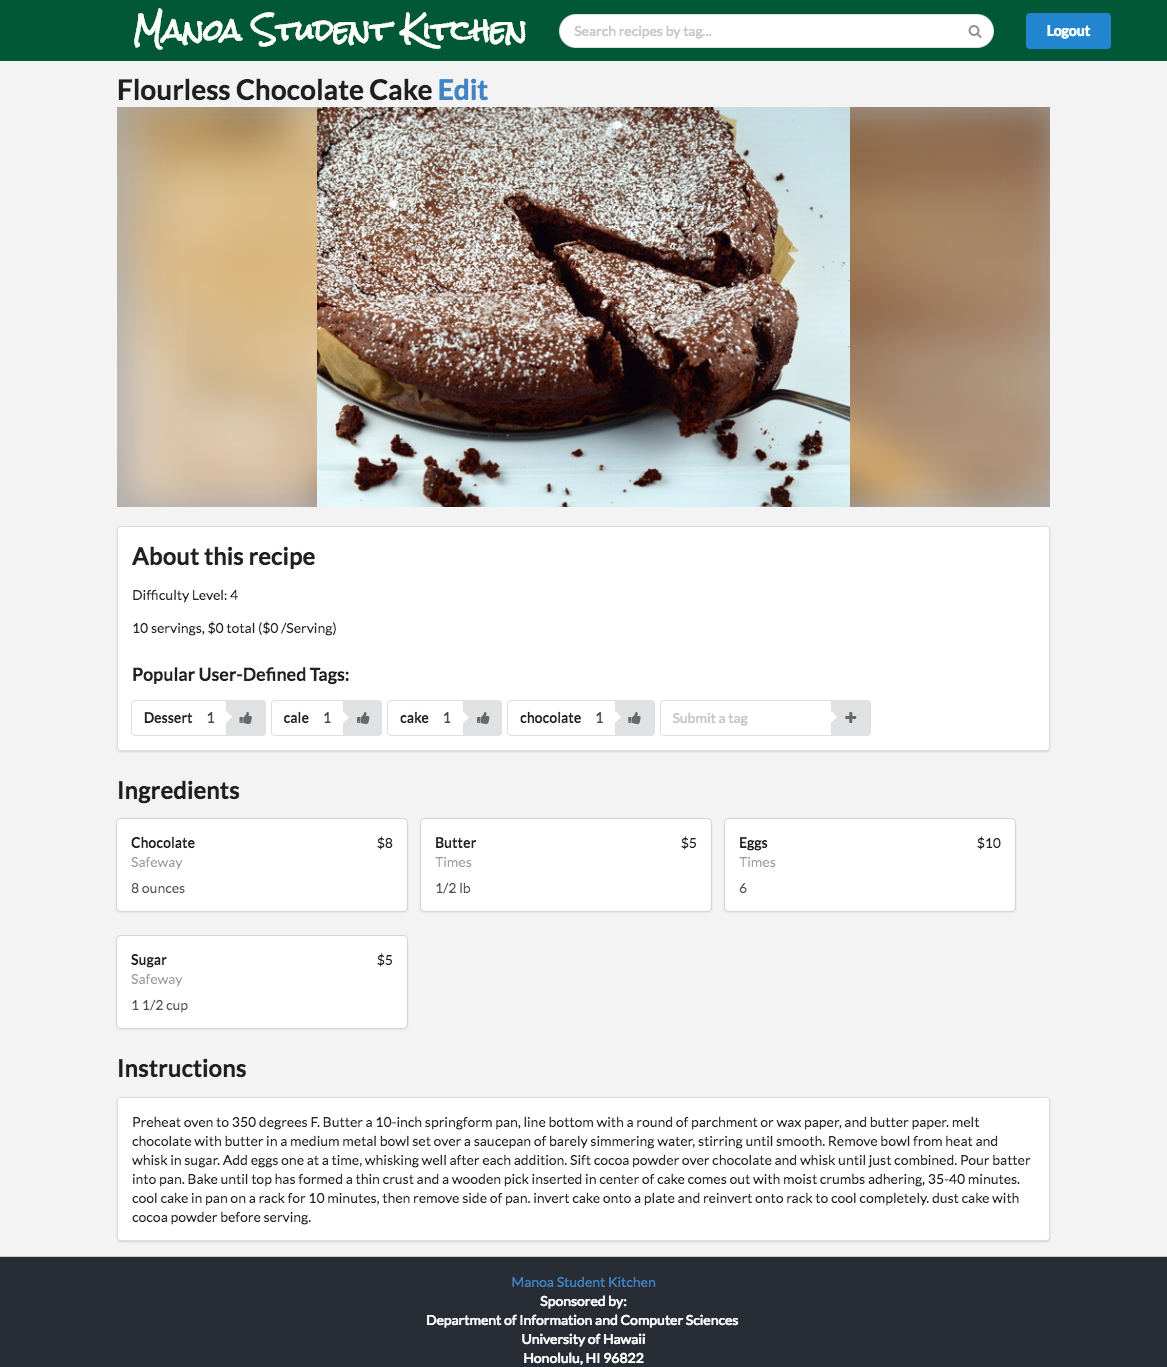 Manoa Student Kitchen
Search recipes by tag...
Logout
Flourless Chocolate Cake Edit
About this recipe
Difficulty Level: 4
10 servings, $0 total ($0 /Serving)
Popular User-Defined Tags:
Dessert 1
cale 1
cake 1
chocolate 1
Submit a tag
Ingredients
Chocolate $8
Safeway
8 ounces
Butter $5
Times
1/2 lb
Eggs $10
Times
6
Sugar $5
Safeway
1 1/2 cup
Instructions
Preheat oven to 350 degrees F. Butter a 10-inch springform pan, line bottom with a round of parchment or wax paper, and butter paper. melt
chocolate with butter in a medium metal bowl set over a saucepan of barely simmering water, stirring until smooth. Remove bowl from heat and
whisk in sugar. Add eggs one at a time, whisking well after each addition. Sift cocoa powder over chocolate and whisk until just combined. Pour batter
into pan. Bake until top has formed a thin crust and a wooden pick inserted in center of cake comes out with moist crumbs adhering, 35-40 minutes.
cool cake in pan on a rack for 10 minutes, then remove side of pan. invert cake onto a plate and reinvert onto rack to cool completely. dust cake with
cocoa powder before serving.
Manoa Student Kitchen
Sponsored by:
Department of Information and Computer Sciences
University of Hawaii
Honolulu, HI 96822